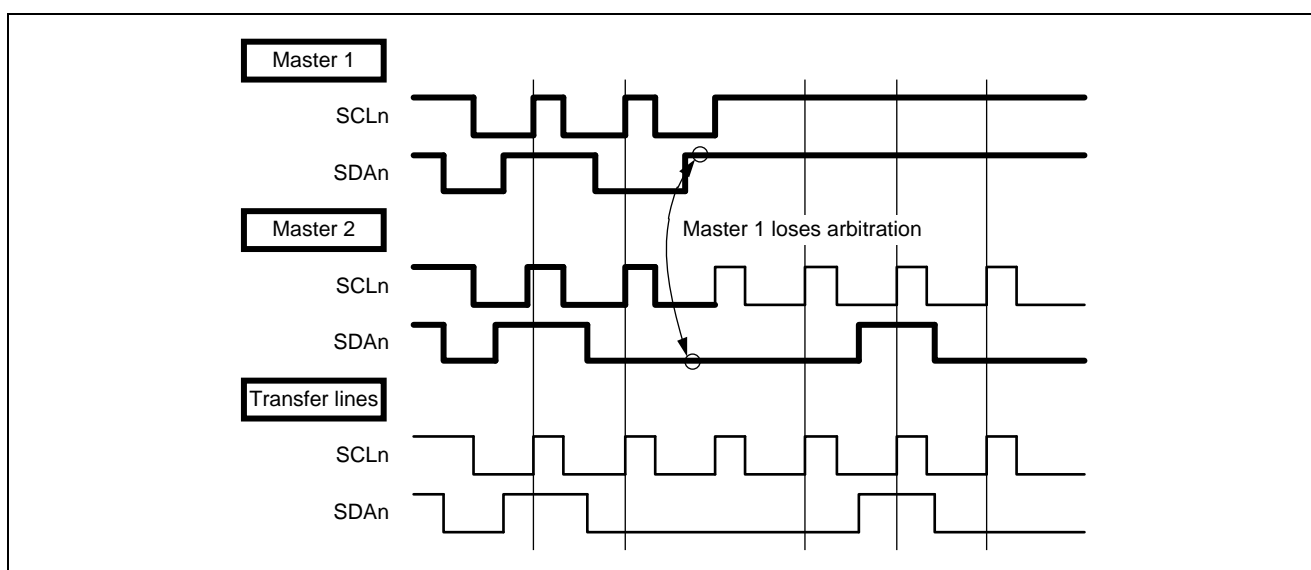 Master 1
SCLn
SDAn
Master 1 loses arbitration
Master 2
SCLn
SDAn
Transfer lines
SCLn
SDAn